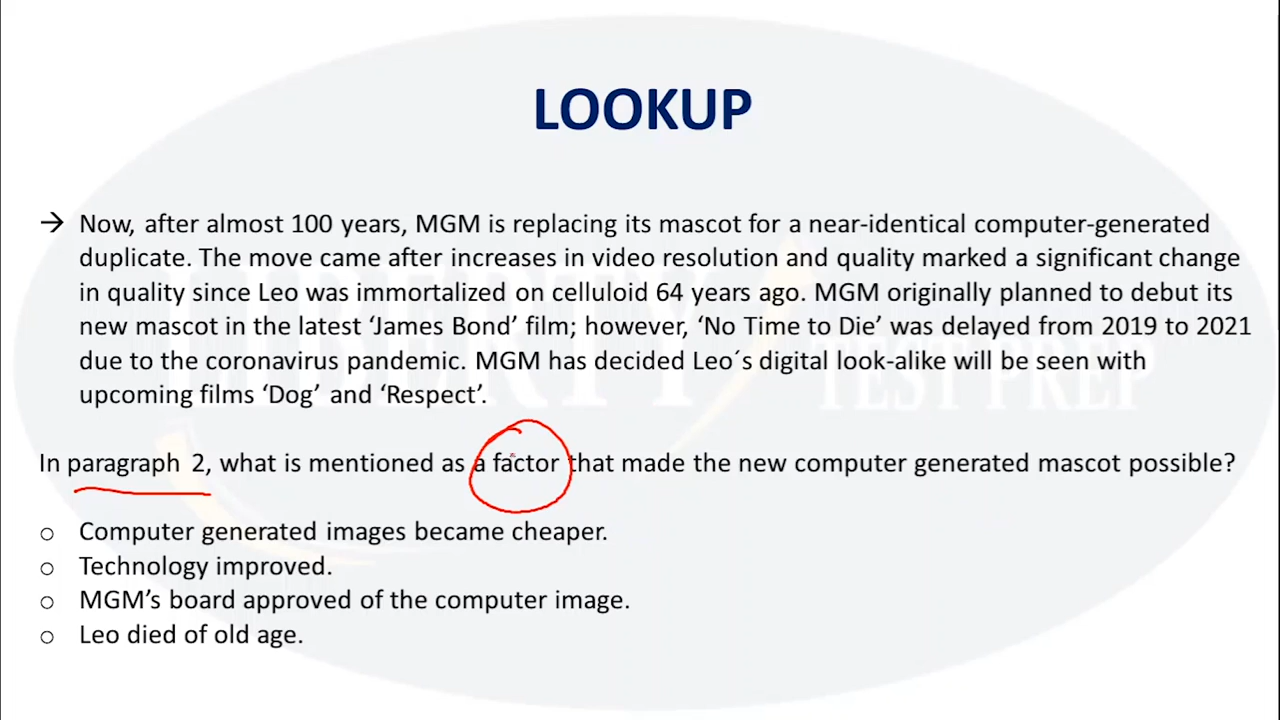 LOOKUP
→ Now, after almost 100 years, MGM is replacing its mascot for a near-identical computer-generated
duplicate. The move came after increases in video resolution and quality marked a significant change
in quality since Leo was immortalized on celluloid 64 years ago. MGM originally planned to debut its
new mascot in the latest ‘James Bond’ film; however, ‘No Time to Die’ was delayed from 2019 to 2021
due to the coronavirus pandemic. MGM has decided Leo´s digital look-alike will be seen with
upcoming films ‘Dog’ and ‘Respect’.
In paragraph 2, what is mentioned as a factor that made the new computer generated mascot possible?
o Computer generated images became cheaper.
o Technology improved.
o MGM’s board approved of the computer image.
o Leo died of old age.
LIBERTY
TEST PREP